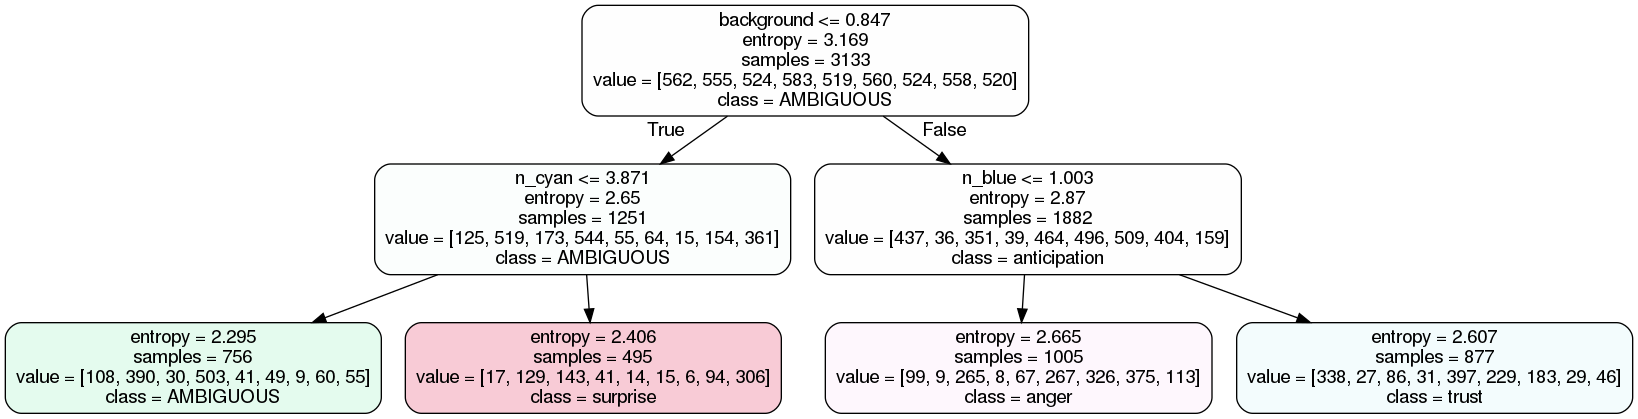 background <= 0.847
entropy = 3.169
samples = 3133
value = [562, 555, 524, 583, 519, 560, 524, 558, 520]
class = AMBIGUOUS
True
False
n_cyan <= 3.871
entropy = 2.65
samples = 1251
value = [125, 519, 173, 544, 55, 64, 15, 154, 361]
class = AMBIGUOUS
n_blue <= 1.003
entropy = 2.87
samples = 1882
value = [437, 36, 351, 39, 464, 496, 509, 404, 159]
class = anticipation
entropy = 2.295
samples = 756
value = [108, 390, 30, 503, 41, 49, 9, 60, 55]
class = AMBIGUOUS
entropy = 2.406
samples = 495
value = [17, 129, 143, 41, 14, 15, 6, 94, 306]
class = surprise
entropy = 2.665
samples = 1005
value = [99, 9, 265, 8, 67, 267, 326, 375, 113]
class = anger
entropy = 2.607
samples = 877
value = [338, 27, 86, 31, 397, 229, 183, 29, 46]
class = trust